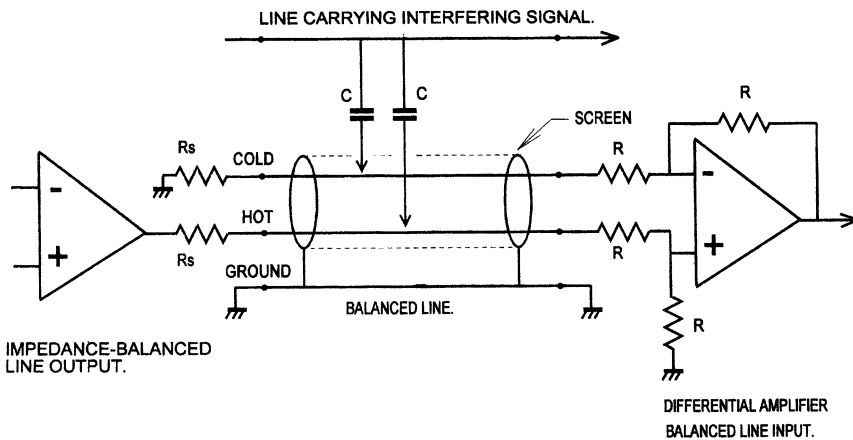 LINE CARRYING INTERFERING SIGNAL.
C
C
R
SCREEN
Rs
COLD
R
-
-
HOT
+
+
Rs
R
GROUND
BALANCED LINE.
R
IMPEDANCE-BALANCED
LINE OUTPUT.
DIFFERENTIAL AMPLIFIER
BALANCED LINE INPUT.